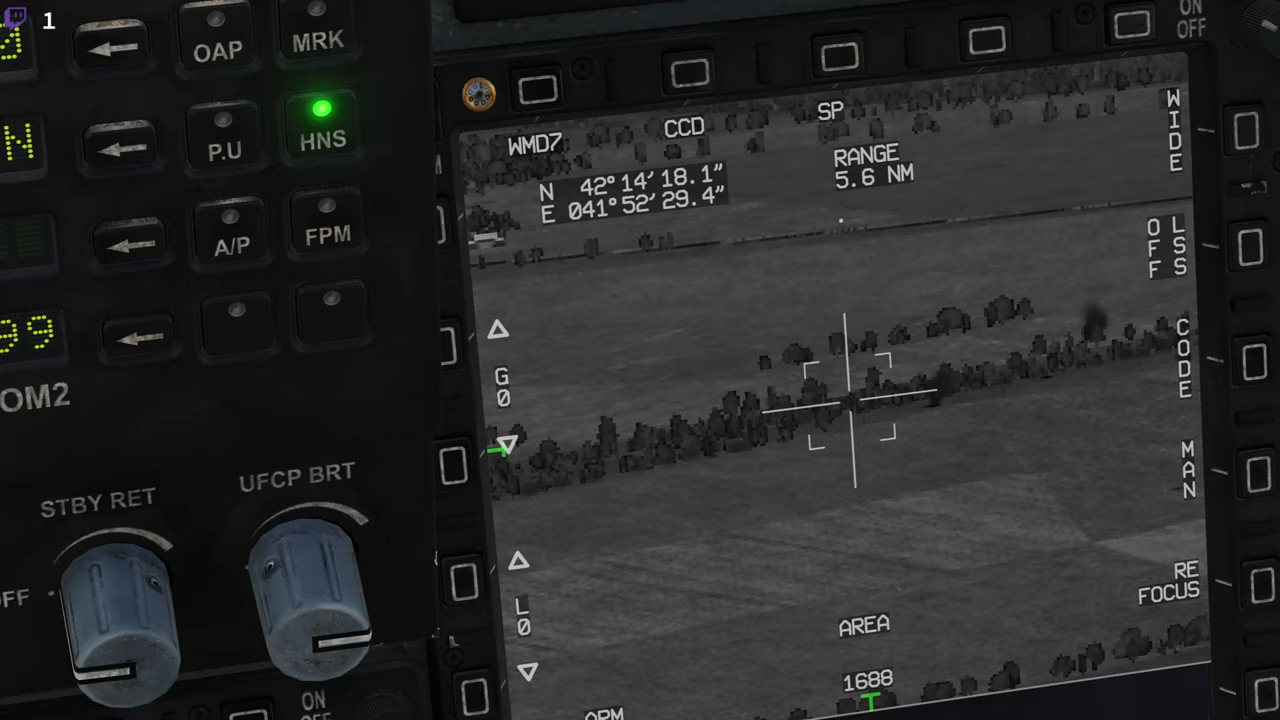 1
OAP
MRK
N
P.U
HNS
A/P
FPM
99
OM2
STBY RET
UFCP BRT
OFF
ON
OFF
ON
OFF
WMD7
CCD
SP
WIDE
N 42°14'18.1"
E 041°52'29.4"
RANGE
5.6 NM
OFF
LSS
G
0
CODE
MAN
L
0
RE
FOCUS
AREA
1688
ARM